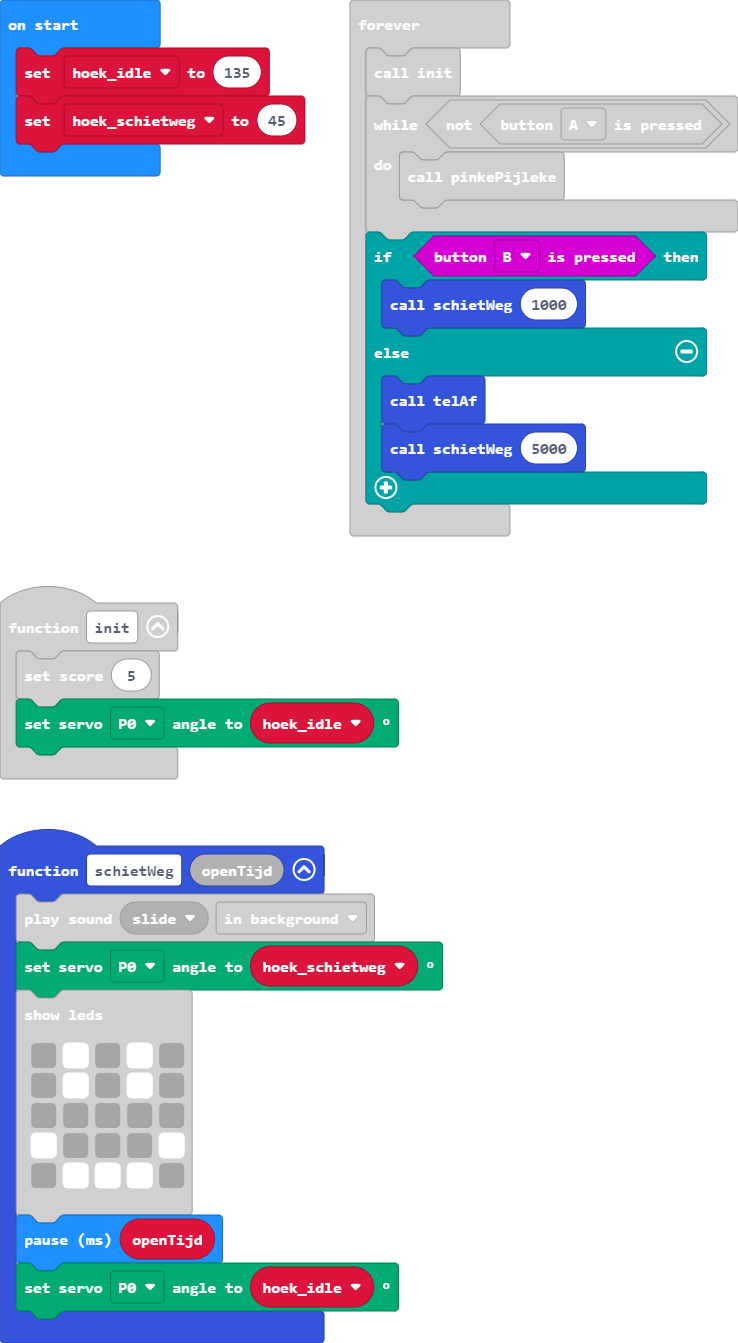 on start
set hoek_idle to 135
set hoek_schietweg to 45
forever
call init
while not button A is pressed
do
call pinkePijleke
if button B is pressed then
call schietWeg 1000
else
call telAf
call schietWeg 5000
function init
set score 5
set servo P0 angle to hoek_idle °
function schietWeg openTijd
play sound slide in background
set servo P0 angle to hoek_schietweg °
show leds
pause (ms) openTijd
set servo P0 angle to hoek_idle °